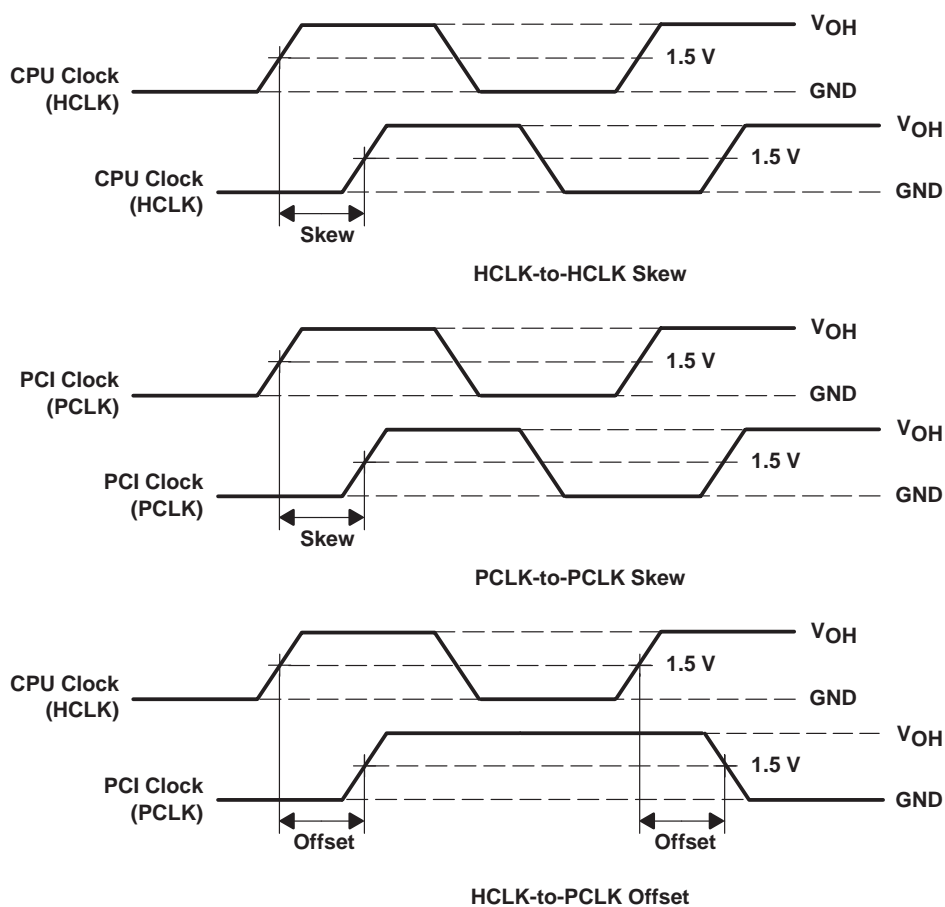 VOH
CPU Clock
(HCLK)
1.5 V
GND
VOH
CPU Clock
(HCLK)
1.5 V
GND
Skew
HCLK-to-HCLK Skew
VOH
PCI Clock
(PCLK)
1.5 V
GND
VOH
PCI Clock
(PCLK)
1.5 V
GND
Skew
PCLK-to-PCLK Skew
VOH
CPU Clock
(HCLK)
1.5 V
GND
VOH
PCI Clock
(PCLK)
1.5 V
GND
Offset
Offset
HCLK-to-PCLK Offset